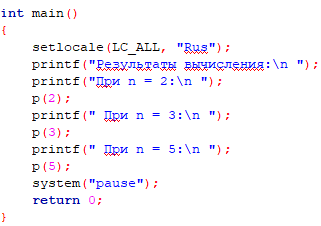 int main()
{
setlocale(LC_ALL, "Rus");
printf("Результаты вычисления:\n ");
printf("При n = 2:\n ");
p(2);
printf(" При n = 3:\n ");
p(3);
printf(" При n = 5:\n ");
p(5);
system("pause");
return 0;
}